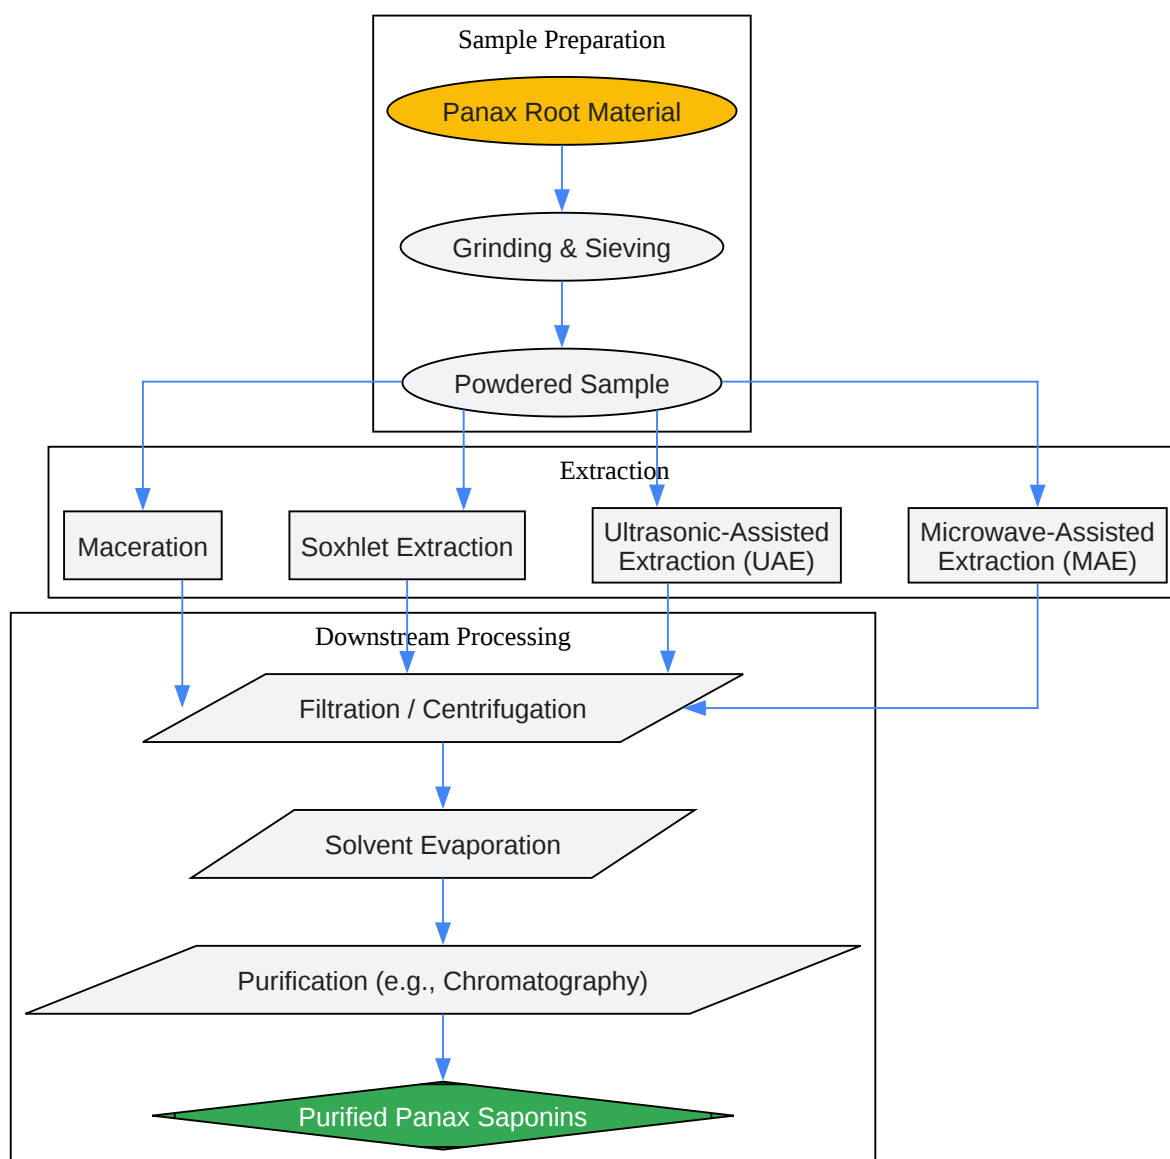 Sample Preparation
Panax Root Material
Grinding & Sieving
Powdered Sample
Extraction
Maceration
Soxhlet Extraction
Ultrasonic-Assisted
Extraction (UAE)
Microwave-Assisted
Extraction (MAE)
Downstream Processing
Filtration / Centrifugation
Solvent Evaporation
Purification (e.g., Chromatography)
Purified Panax Saponins